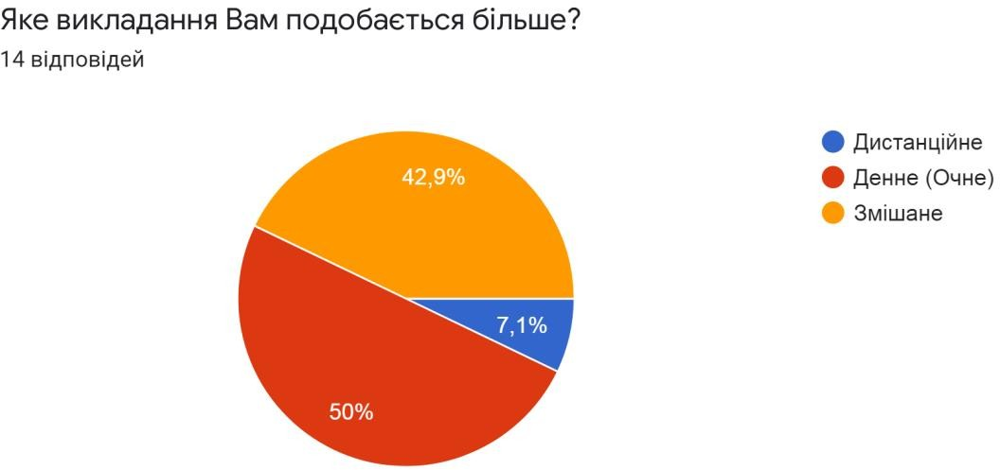 Яке викладання Вам подобається більше?
14 відповідей
42,9%
7,1%
50%
Дистанційне
Денне (Очне)
Змішане